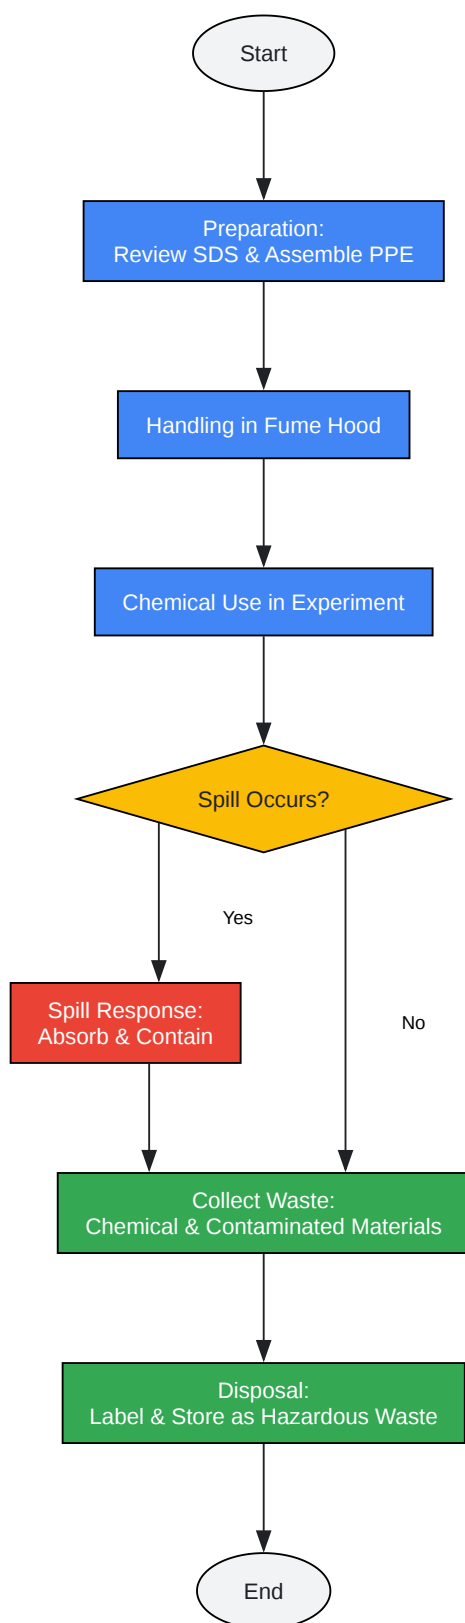 Start
Preparation:
Review SDS & Assemble PPE
Handling in Fume Hood
Chemical Use in Experiment
Spill Occurs?
Yes
Spill Response:
Absorb & Contain
No
Collect Waste:
Chemical & Contaminated Materials
Disposal:
Label & Store as Hazardous Waste
End